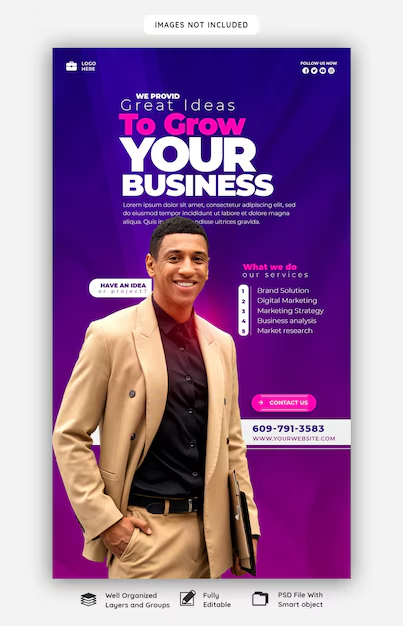 IMAGES NOT INCLUDED
LOGO
HERE
FOLLOW US NOW
WE PROVID
Great Ideas
To Grow
YOUR
BUSINESS
Lorem ipsum dolor sit amet, consectetur adipiscing elit, sed
do eiusmod tempor incididunt ut labore et dolore magna
aliqua. Quis ipsum suspendisse ultrices gravida.
HAVE AN IDEA
or project?
What we do
our services
1 Brand Solution
2 Digital Marketing
3 Marketing Strategy
4 Business analysis
5 Market research
CONTACT US
609-791-3583
WWW.YOURWEBSITE.COM
Well Organized
Layers and Groups
Fully
Editable
PSD File With
Smart object